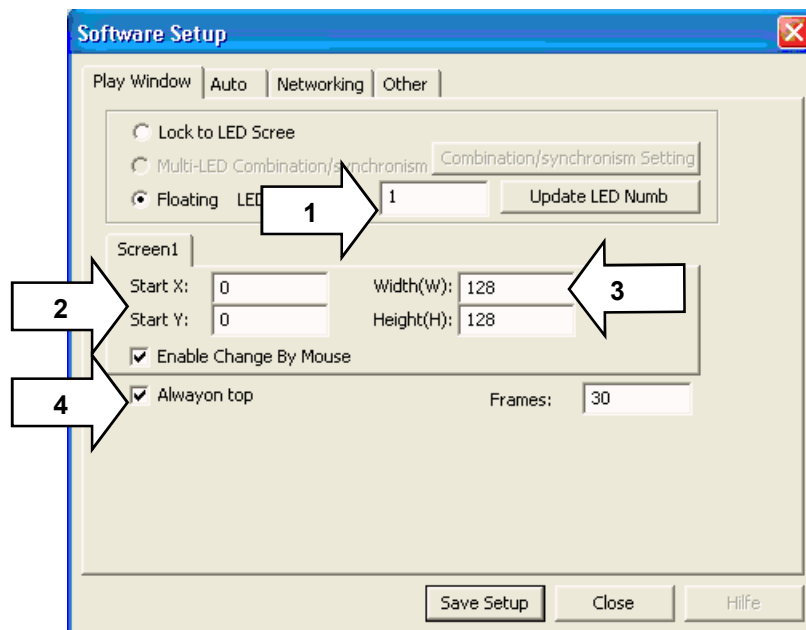 Software Setup
Play Window Auto Networking Other
Lock to LED Scree
Multi-LED Combination/synchronism Combination/synchronism Setting
Floating LED 1 Update LED Numb
1
Screen1
Start X: 0 Width(W): 128
2 3
Start Y: 0 Height(H): 128
Enable Change By Mouse
4 Alwayon top Frames: 30
Save Setup Close Hilfe